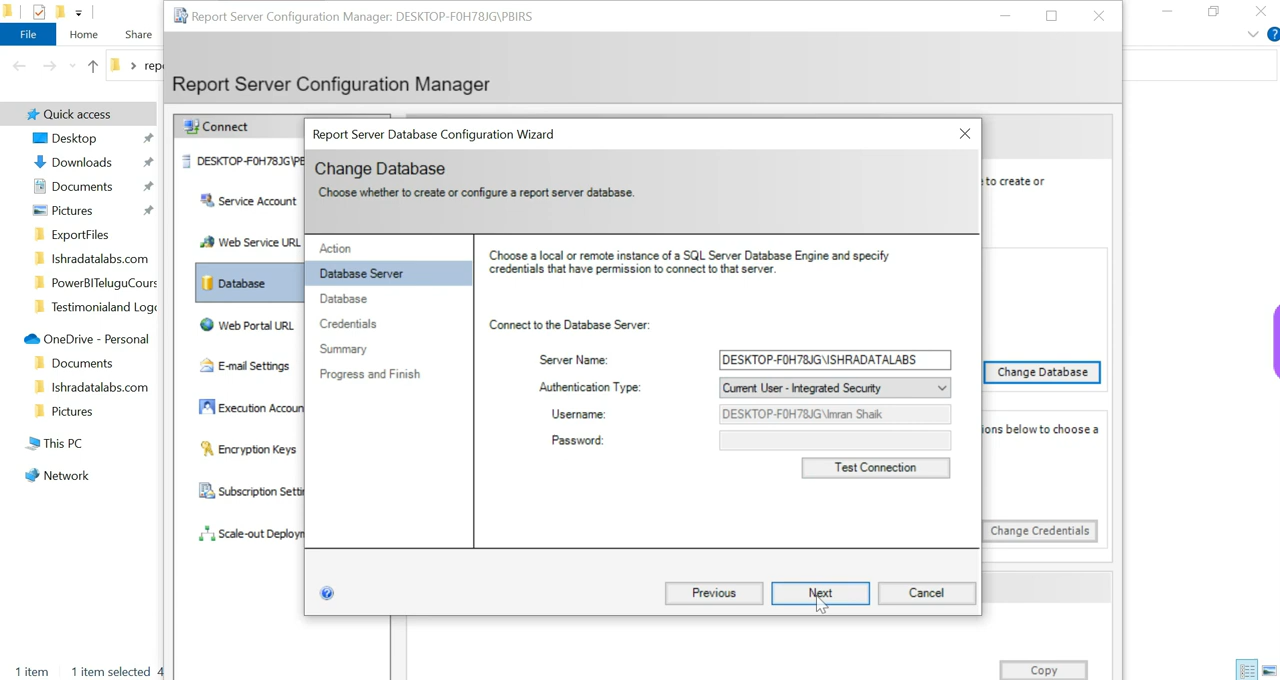 Report Server Configuration Manager: DESKTOP-F0H78JG\PBIRS
File
Home
Share
?
repo
Report Server Configuration Manager
Quick access
Desktop
Downloads
Documents
Pictures
ExportFiles
Ishradatalabs.com
PowerBITeluguCours
Testimonialand Logo
OneDrive - Personal
Documents
Ishradatalabs.com
Pictures
This PC
Network
1 item
1 item selected 4
Connect
DESKTOP-F0H78JG\PB
Service Account
Web Service URL
Database
Web Portal URL
E-mail Settings
Execution Accoun
Encryption Keys
Subscription Settin
Scale-out Deploym
Report Server Database Configuration Wizard
Change Database
Choose whether to create or configure a report server database.
Action
Database Server
Database
Credentials
Summary
Progress and Finish
Choose a local or remote instance of a SQL Server Database Engine and specify
credentials that have permission to connect to that server.
Connect to the Database Server:
Server Name:
DESKTOP-F0H78JG\ISHRADATALABS
Authentication Type:
Current User - Integrated Security
Username:
DESKTOP-F0H78JG\Imran Shaik
Password:
Test Connection
Previous
Next
Cancel
to create or
Change Database
ions below to choose a
Change Credentials
Copy